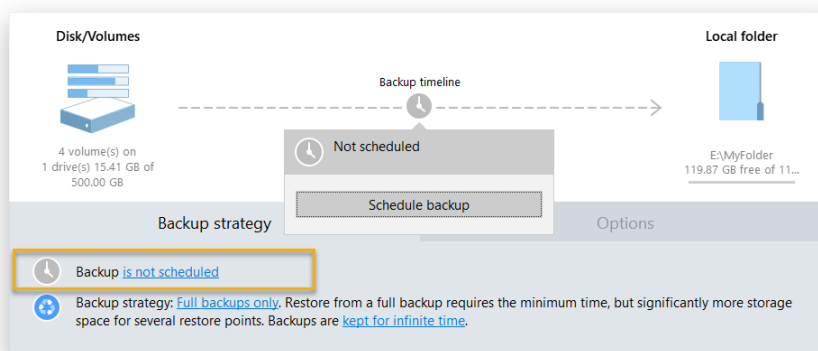 Disk/Volumes
Local folder
Backup timeline
4 volume(s) on
1 drive(s) 15.41 GB of
500.00 GB
Not scheduled
E:\MyFolder
119.87 GB free of 11...
Schedule backup
Backup strategy
Options
Backup is not scheduled
Backup strategy: Full backups only. Restore from a full backup requires the minimum time, but significantly more storage
space for several restore points. Backups are kept for infinite time.